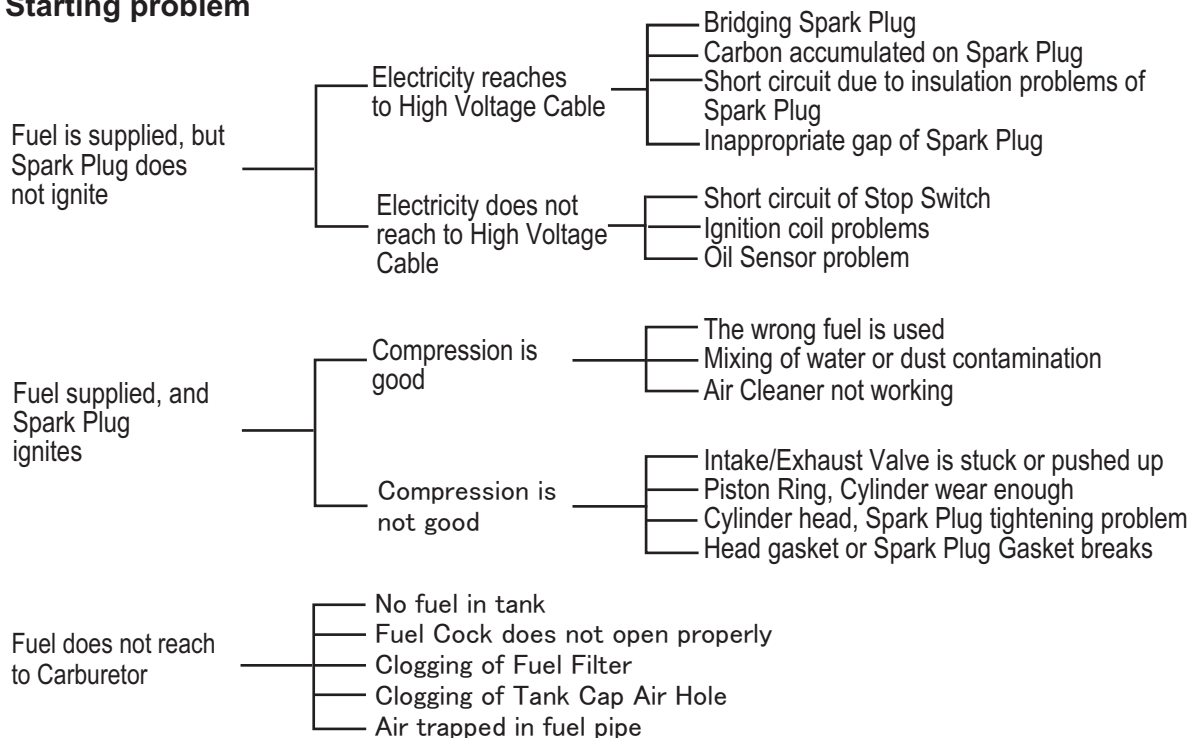 Starting problem
Fuel is supplied, but
Spark Plug does
not ignite
Electricity reaches
to High Voltage Cable
Bridging Spark Plug
Carbon accumulated on Spark Plug
Short circuit due to insulation problems of
Spark Plug
Inappropriate gap of Spark Plug
Electricity does not
reach to High Voltage
Cable
Short circuit of Stop Switch
Ignition coil problems
Oil Sensor problem
Fuel supplied, and
Spark Plug
ignites
Compression is
good
The wrong fuel is used
Mixing of water or dust contamination
Air Cleaner not working
Compression is
not good
Intake/Exhaust Valve is stuck or pushed up
Piston Ring, Cylinder wear enough
Cylinder head, Spark Plug tightening problem
Head gasket or Spark Plug Gasket breaks
Fuel does not reach
to Carburetor
No fuel in tank
Fuel Cock does not open properly
Clogging of Fuel Filter
Clogging of Tank Cap Air Hole
Air trapped in fuel pipe